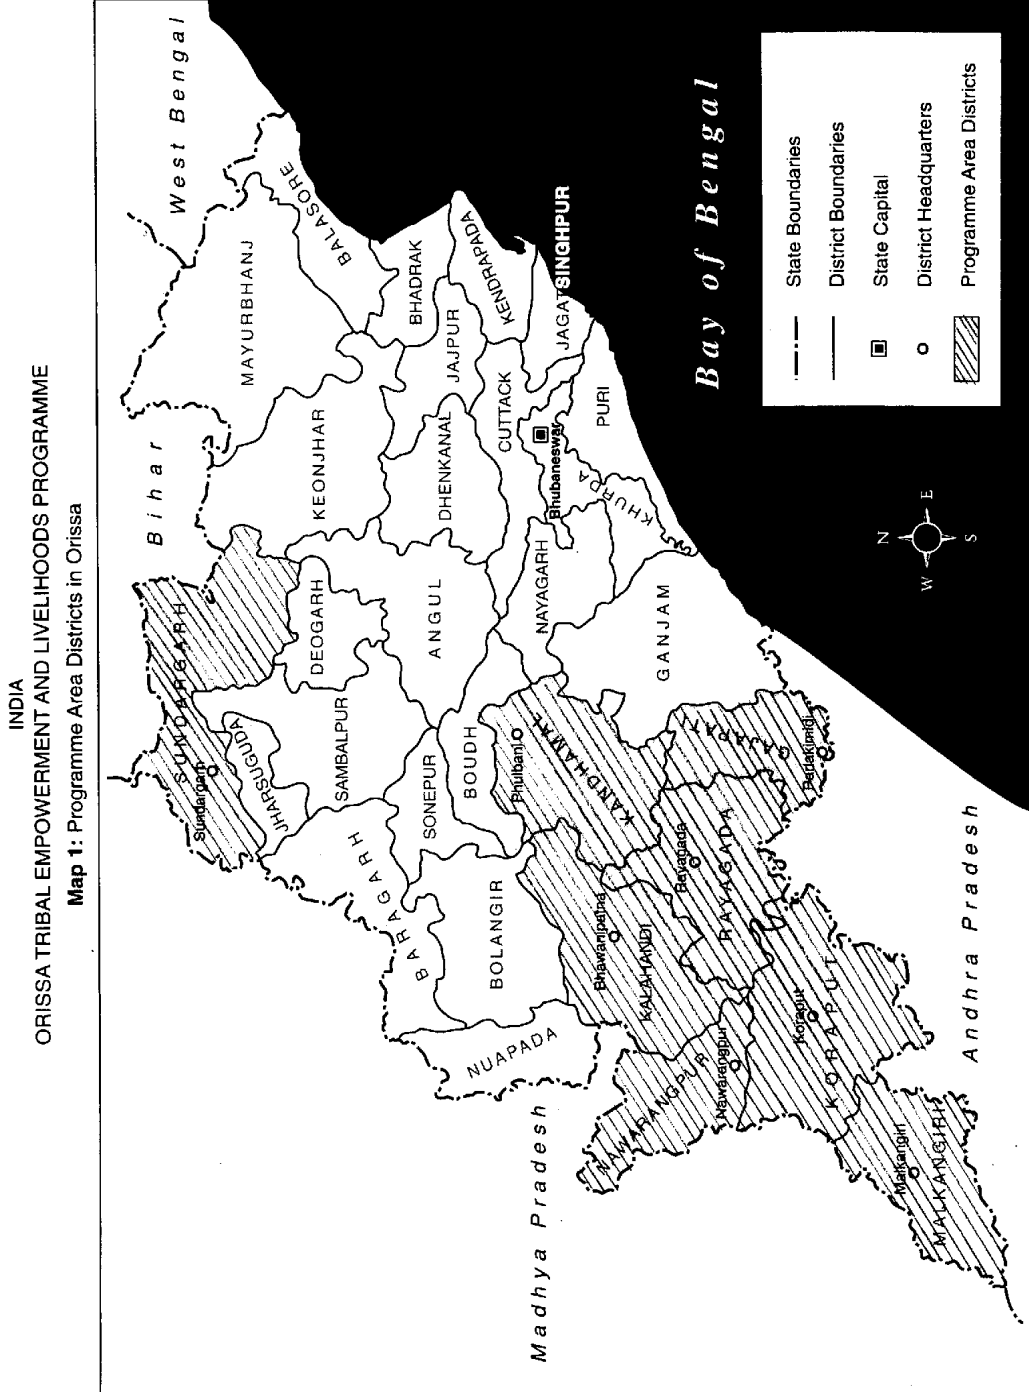 INDIA
ORISSA TRIBAL EMPOWERMENT AND LIVELIHOODS PROGRAMME
Map 1: Programme Area Districts in Orissa
West Bengal
Bihar
Madhya Pradesh
Andhra Pradesh
Bay of Bengal
SUNDARGARH
Sundargarh
JHARSUGUDA
DEOGARH
SAMBALPUR
BARAGARH
KEONJHAR
MAYURBHANJ
BALASORE
BHADRAK
JAJPUR
KENDRAPADA
JAGATSINGHPUR
CUTTACK
DHENKANAL
ANGUL
SONEPUR
BOUDH
BOLANGIR
NUAPADA
Phulbani
KANDHAMAL
NAYAGARH
Bhubaneswar
KHURDA
PURI
GANJAM
GAJAPATI
Parlakimidi
Rayagada
RAYAGADA
Bhawanipatna
KALAHANDI
NAWARANGPUR
Nawarangpur
Koraput
KORAPUT
Malkangiri
MALKANGIRI
N
W
E
S
State Boundaries
District Boundaries
State Capital
District Headquarters
Programme Area Districts